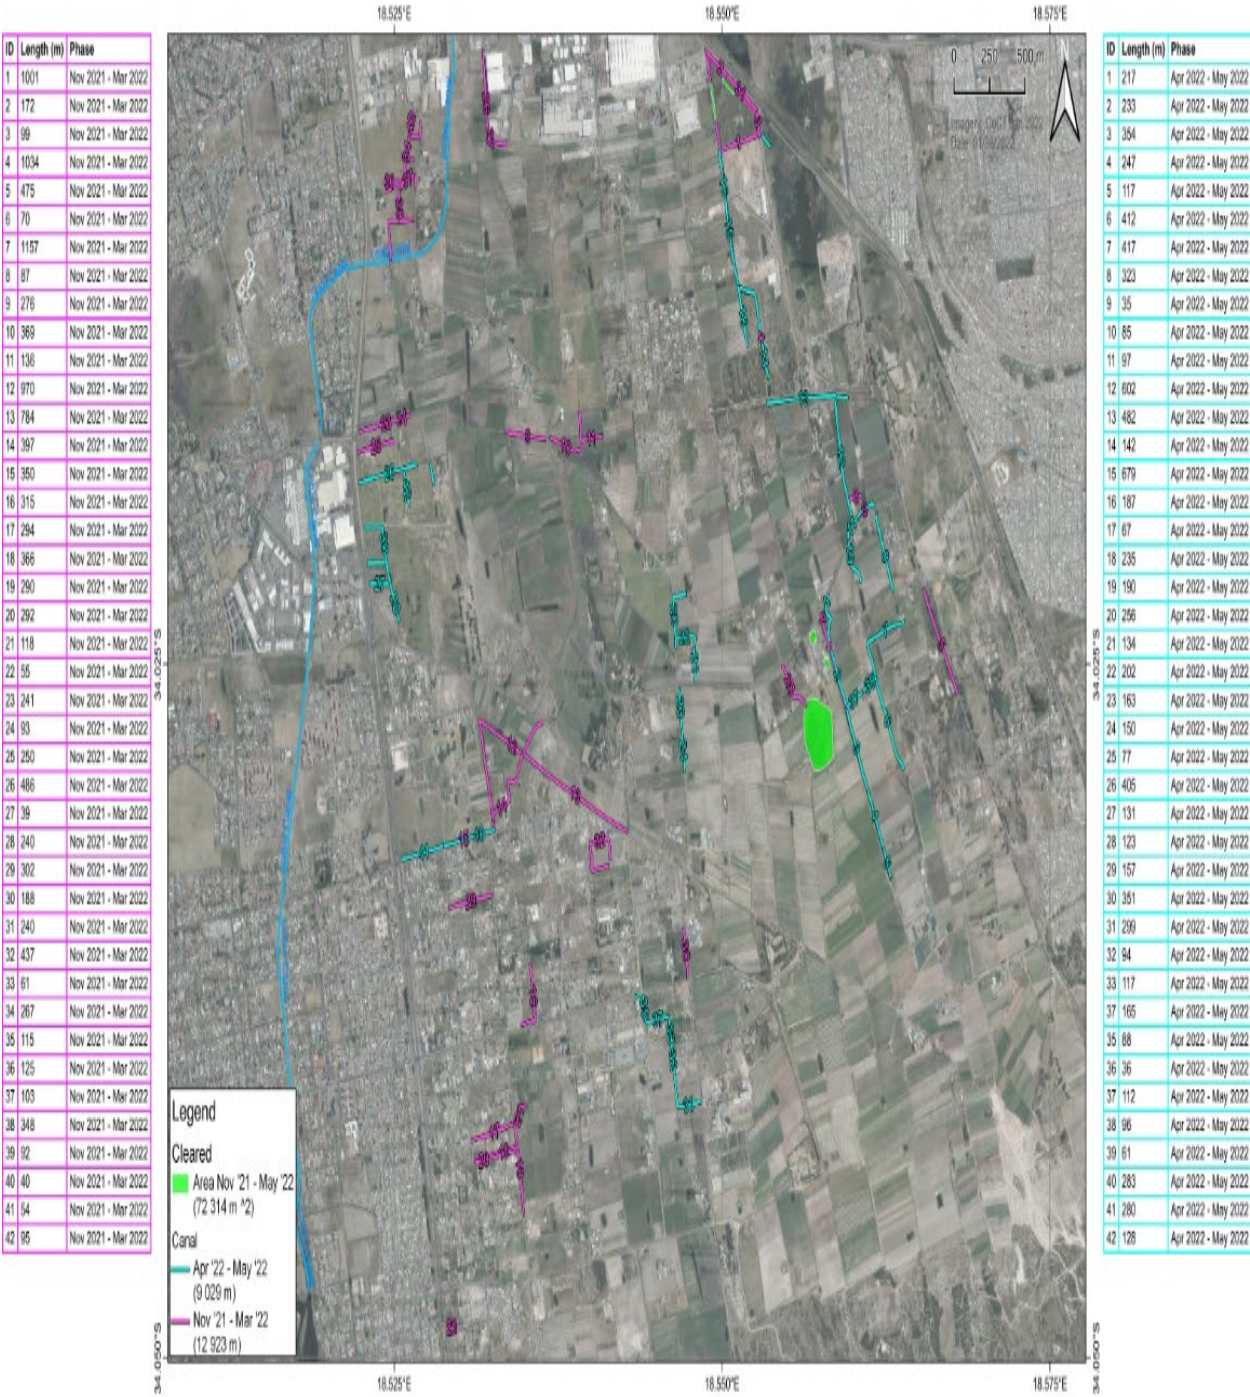 18.525°E 18.550°E 18.575°E
ID Length (m) Phase
1 1001 Nov 2021 - Mar 2022
2 172 Nov 2021 - Mar 2022
3 99 Nov 2021 - Mar 2022
4 1034 Nov 2021 - Mar 2022
5 475 Nov 2021 - Mar 2022
6 70 Nov 2021 - Mar 2022
7 1157 Nov 2021 - Mar 2022
8 87 Nov 2021 - Mar 2022
9 276 Nov 2021 - Mar 2022
10 369 Nov 2021 - Mar 2022
11 136 Nov 2021 - Mar 2022
12 970 Nov 2021 - Mar 2022
13 784 Nov 2021 - Mar 2022
14 397 Nov 2021 - Mar 2022
15 350 Nov 2021 - Mar 2022
16 315 Nov 2021 - Mar 2022
17 294 Nov 2021 - Mar 2022
18 366 Nov 2021 - Mar 2022
19 290 Nov 2021 - Mar 2022
20 292 Nov 2021 - Mar 2022
21 118 Nov 2021 - Mar 2022
22 55 Nov 2021 - Mar 2022
23 241 Nov 2021 - Mar 2022
24 93 Nov 2021 - Mar 2022
25 250 Nov 2021 - Mar 2022
26 486 Nov 2021 - Mar 2022
27 39 Nov 2021 - Mar 2022
28 240 Nov 2021 - Mar 2022
29 302 Nov 2021 - Mar 2022
30 188 Nov 2021 - Mar 2022
31 240 Nov 2021 - Mar 2022
32 437 Nov 2021 - Mar 2022
33 61 Nov 2021 - Mar 2022
34 267 Nov 2021 - Mar 2022
35 115 Nov 2021 - Mar 2022
36 125 Nov 2021 - Mar 2022
37 103 Nov 2021 - Mar 2022
38 348 Nov 2021 - Mar 2022
39 92 Nov 2021 - Mar 2022
40 40 Nov 2021 - Mar 2022
41 54 Nov 2021 - Mar 2022
42 95 Nov 2021 - Mar 2022
0 250 500 m
34.025°S
34.050°S
Legend
Cleared
Area Nov '21 - May '22
(72 314 m ^2)
Canal
Apr '22 - May '22
(9 029 m)
Nov '21 - Mar '22
(12 923 m)
34.025°S
34.050°S
18.525°E 18.550°E 18.575°E
ID Length (m) Phase
1 217 Apr 2022 - May 2022
2 233 Apr 2022 - May 2022
3 354 Apr 2022 - May 2022
4 247 Apr 2022 - May 2022
5 117 Apr 2022 - May 2022
6 412 Apr 2022 - May 2022
7 417 Apr 2022 - May 2022
8 323 Apr 2022 - May 2022
9 35 Apr 2022 - May 2022
10 85 Apr 2022 - May 2022
11 97 Apr 2022 - May 2022
12 602 Apr 2022 - May 2022
13 482 Apr 2022 - May 2022
14 142 Apr 2022 - May 2022
15 679 Apr 2022 - May 2022
16 187 Apr 2022 - May 2022
17 67 Apr 2022 - May 2022
18 235 Apr 2022 - May 2022
19 190 Apr 2022 - May 2022
20 256 Apr 2022 - May 2022
21 134 Apr 2022 - May 2022
22 202 Apr 2022 - May 2022
23 163 Apr 2022 - May 2022
24 150 Apr 2022 - May 2022
25 77 Apr 2022 - May 2022
26 405 Apr 2022 - May 2022
27 131 Apr 2022 - May 2022
28 123 Apr 2022 - May 2022
29 157 Apr 2022 - May 2022
30 351 Apr 2022 - May 2022
31 299 Apr 2022 - May 2022
32 94 Apr 2022 - May 2022
33 117 Apr 2022 - May 2022
37 165 Apr 2022 - May 2022
35 88 Apr 2022 - May 2022
36 36 Apr 2022 - May 2022
37 112 Apr 2022 - May 2022
38 96 Apr 2022 - May 2022
39 61 Apr 2022 - May 2022
40 283 Apr 2022 - May 2022
41 280 Apr 2022 - May 2022
42 128 Apr 2022 - May 2022